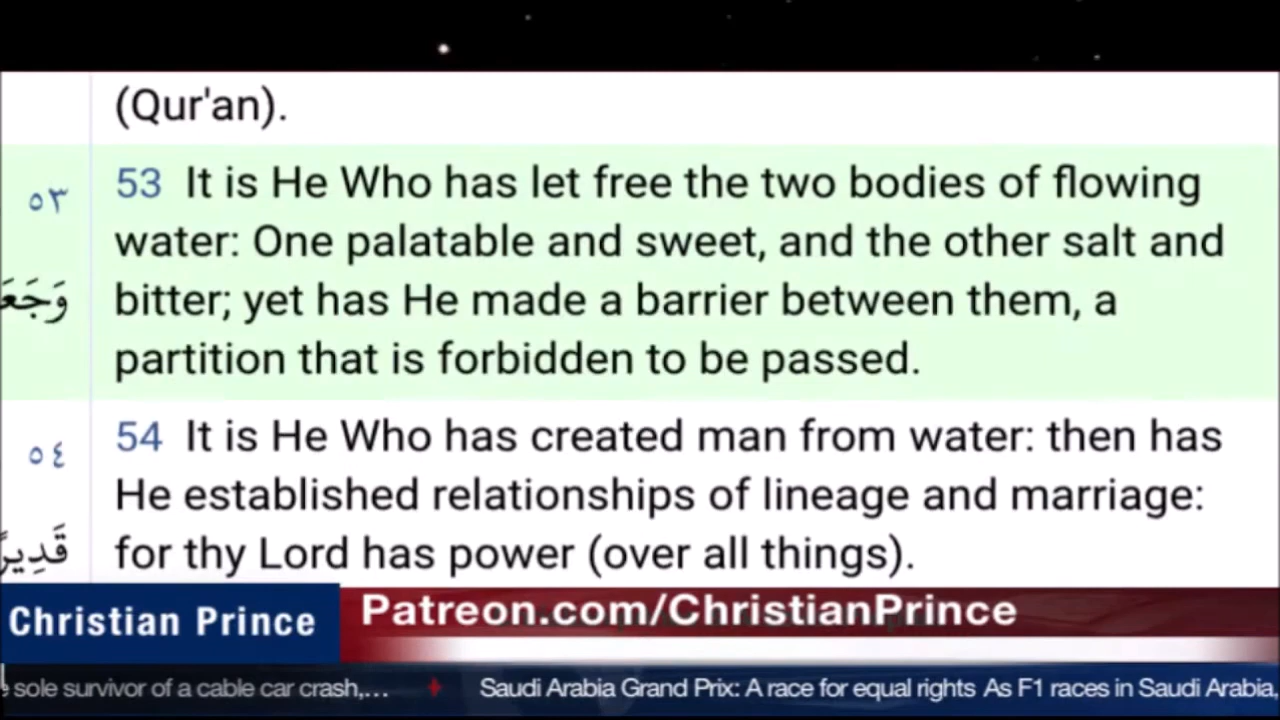 (Qur'an).
٥٣
53 It is He Who has let free the two bodies of flowing
water: One palatable and sweet, and the other salt and
bitter; yet has He made a barrier between them, a
partition that is forbidden to be passed.
٥٤
54 It is He Who has created man from water: then has
He established relationships of lineage and marriage:
for thy Lord has power (over all things).
Christian Prince
Patreon.com/ChristianPrince
sole survivor of a cable car crash,... Saudi Arabia Grand Prix: A race for equal rights As F1 races in Saudi Arabia,